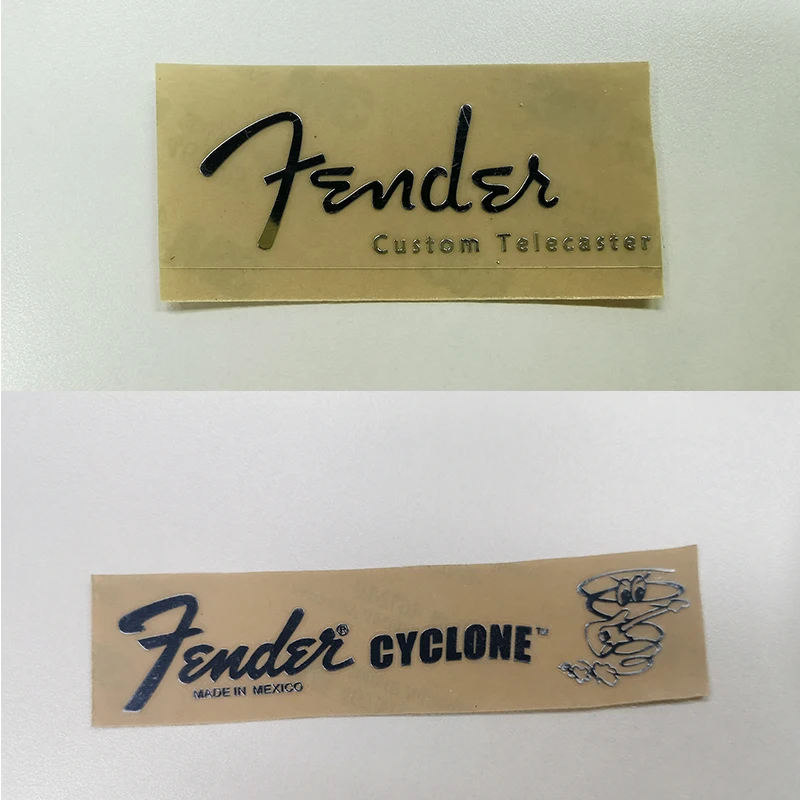 Fender
Custom Telecaster
Fender® CYCLONE™
MADE IN MEXICO